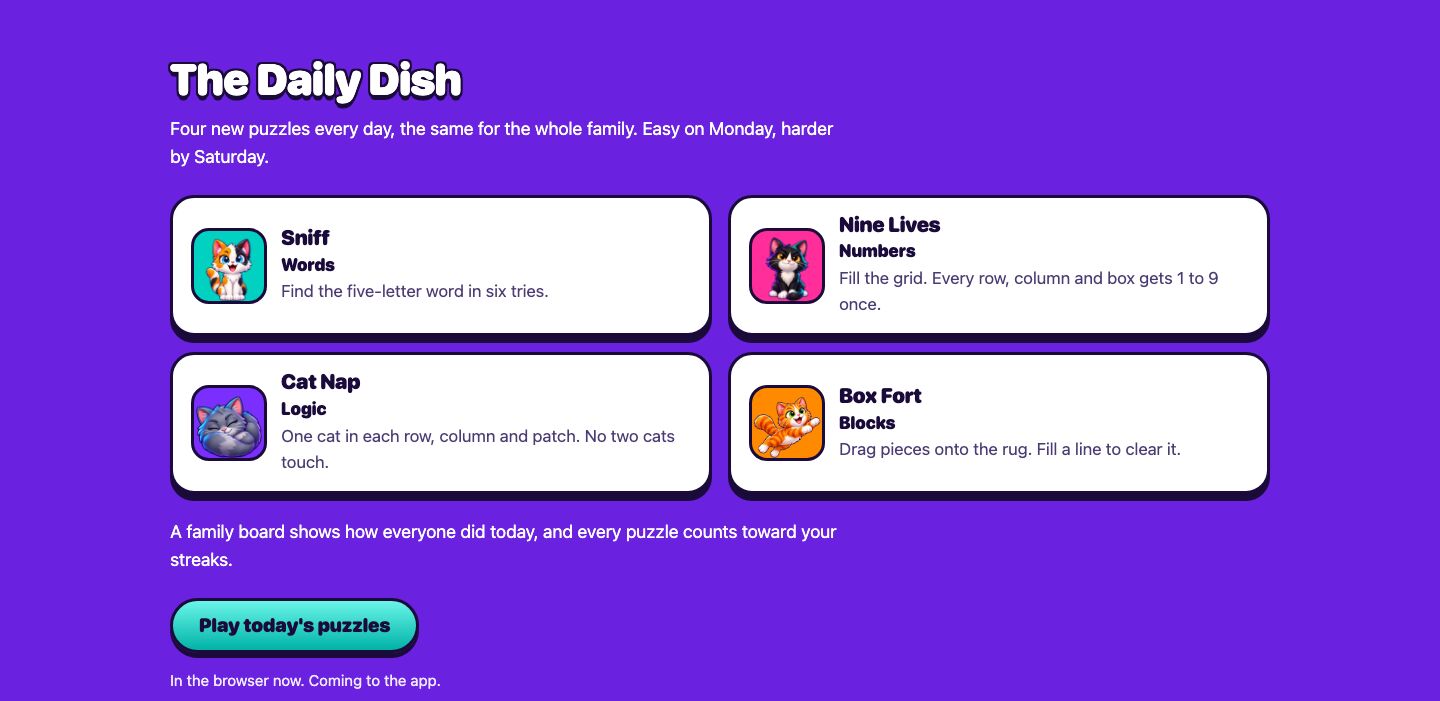 The Daily Dish
Four new puzzles every day, the same for the whole family. Easy on Monday, harder
by Saturday.
Sniff
Words
Find the five-letter word in six tries.
Nine Lives
Numbers
Fill the grid. Every row, column and box gets 1 to 9
once.
Cat Nap
Logic
One cat in each row, column and patch. No two cats
touch.
Box Fort
Blocks
Drag pieces onto the rug. Fill a line to clear it.
A family board shows how everyone did today, and every puzzle counts toward your
streaks.
Play today's puzzles
In the browser now. Coming to the app.